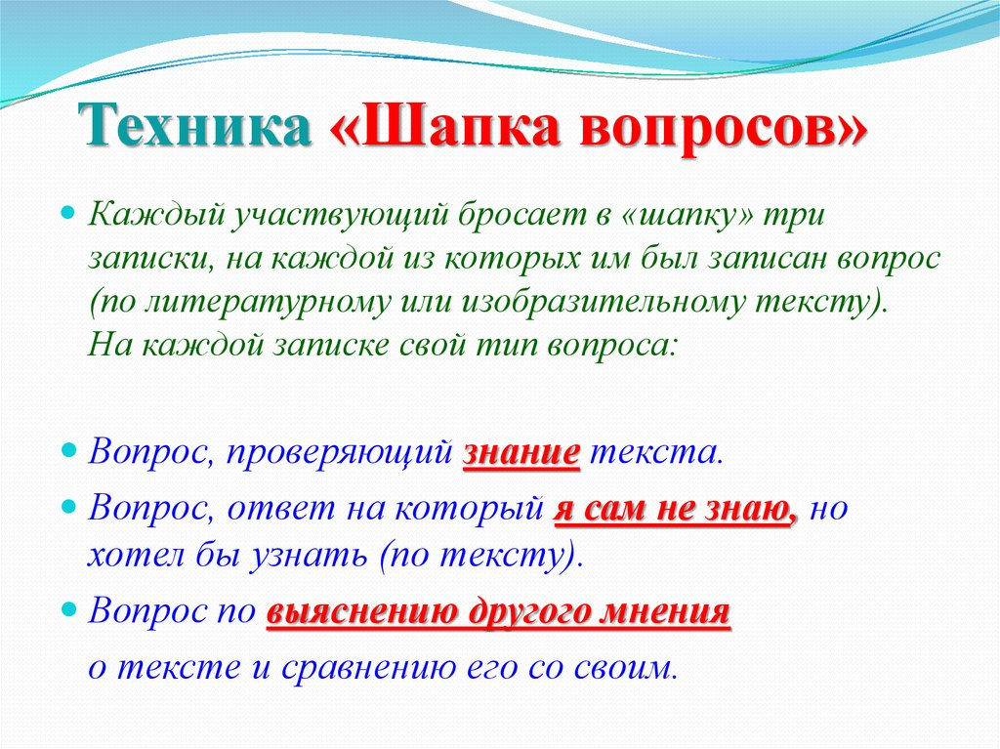 Техника «Шапка вопросов»
Каждый участвующий бросает в «шапку» три
записки, на каждой из которых им был записан вопрос
(по литературному или изобразительному тексту).
На каждой записке свой тип вопроса:
Вопрос, проверяющий знание текста.
Вопрос, ответ на который я сам не знаю, но
хотел бы узнать (по тексту).
Вопрос по выяснению другого мнения
о тексте и сравнению его со своим.